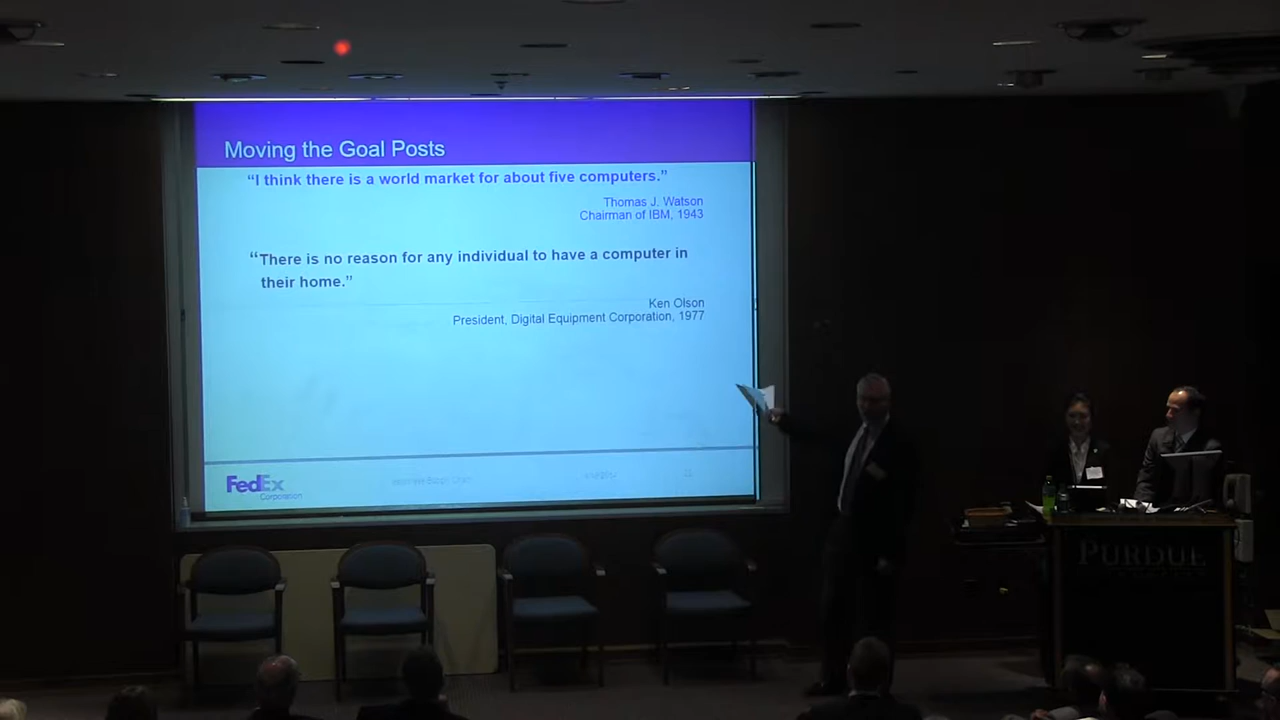 Moving the Goal Posts
“I think there is a world market for about five computers.”
Thomas J. Watson
Chairman of IBM, 1943
“There is no reason for any individual to have a computer in
their home.”
Ken Olson
President, Digital Equipment Corporation, 1977
FedEx
Corporation
PURDUE